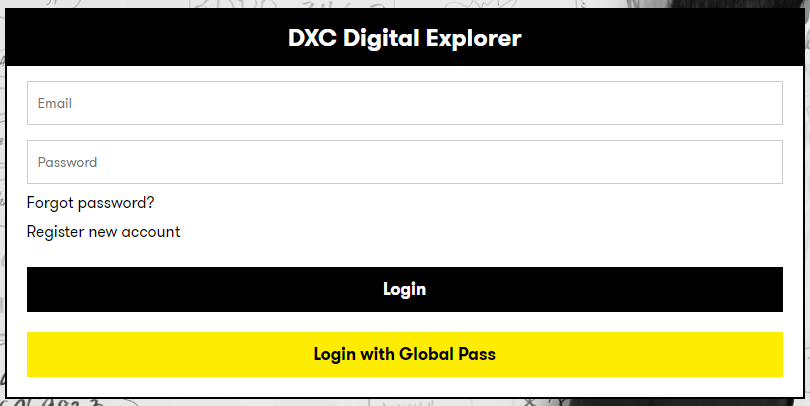 DXC Digital Explorer
Email
Password
Forgot password?
Register new account
Login
Login with Global Pass